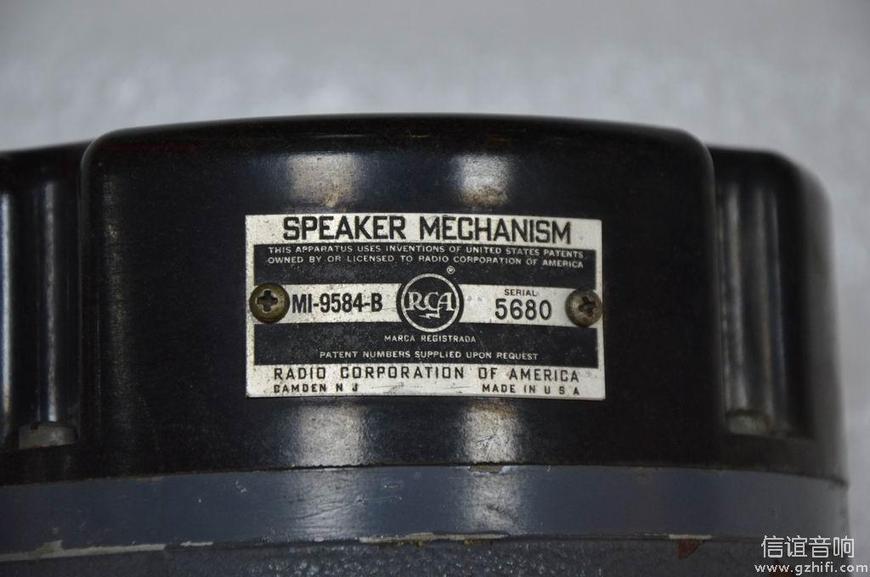 SPEAKER MECHANISM
THIS APPARATUS USES INVENTIONS OF UNITED STATES PATENTS
OWNED BY OR LICENSED TO RADIO CORPORATION OF AMERICA
MI-9584-B
RCA
®
SERIAL
5680
MARCA REGISTRADA
PATENT NUMBERS SUPPLIED UPON REQUEST
RADIO CORPORATION OF AMERICA
CAMDEN N J MADE IN U S A
信谊音响
www.gzhifi.com